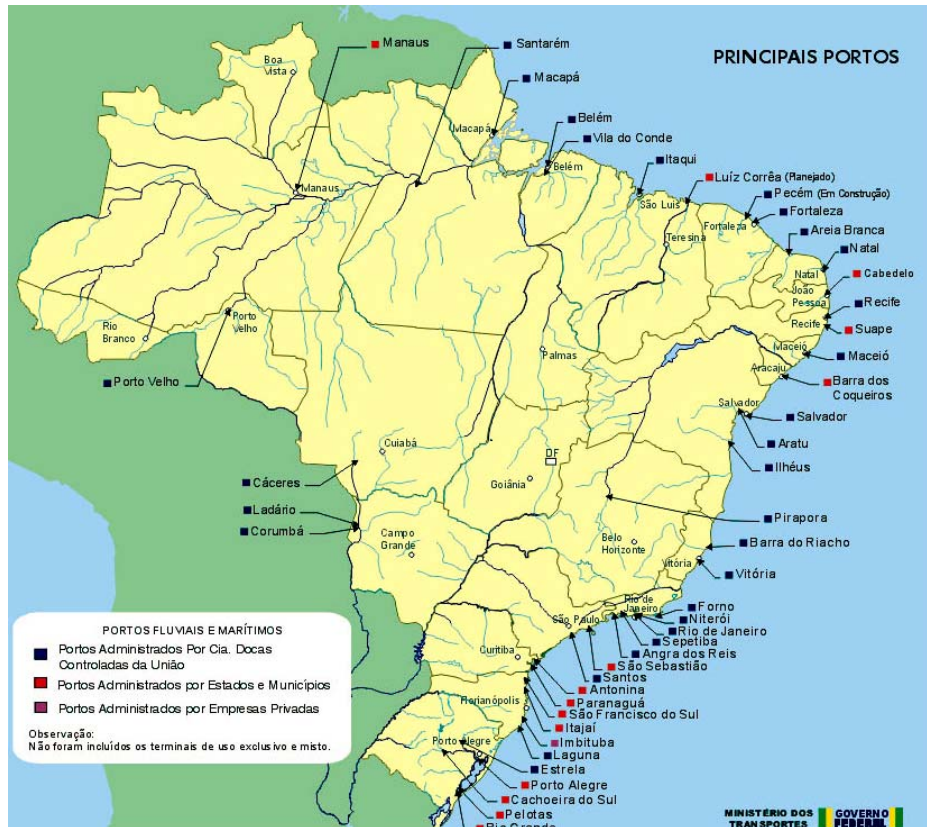 PRINCIPAIS PORTOS
Manaus
Santarém
Macapá
Belém
Vila do Conde
Itaqui
Luíz Corrêa (Planejado)
Pecém (Em Construção)
Fortaleza
Areia Branca
Natal
Cabedelo
Recife
Suape
Maceió
Barra dos
Coqueiros
Salvador
Aratu
Ilhéus
Pirapora
Barra do Riacho
Vitória
Forno
Niterói
Rio de Janeiro
Sepetiba
Angra dos Reis
São Sebastião
Santos
Antonina
Paranaguá
São Francisco do Sul
Itajaí
Imbituba
Laguna
Estrela
Porto Alegre
Cachoeira do Sul
Pelotas
Rio Grande
Porto Velho
Cáceres
Ladário
Corumbá
Boa
vista
Macapá
Manaus
Belém
São Luis
Teresina
Fortaleza
Natal
João
Pessoa
Recife
Maceió
Aracaju
Salvador
Rio
Branco
Porto
Velho
Palmas
Cuiabá
DF
Goiânia
Campo
Grande
Belo
Horizonte
Vitória
Rio de
Janeiro
São Paulo
Curitiba
Florianópolis
Porto Alegre
PORTOS FLUVIAIS E MARÍTIMOS
Portos Administrados Por Cia. Docas
Controladas da União
Portos Administrados por Estados e Municípios
Portos Administrados por Empresas Privadas
Observação:
Não foram incluídos os terminais de uso exclusivo e misto.
MINISTÉRIO DOS
TRANSPORTES
GOVERNO
FEDERAL